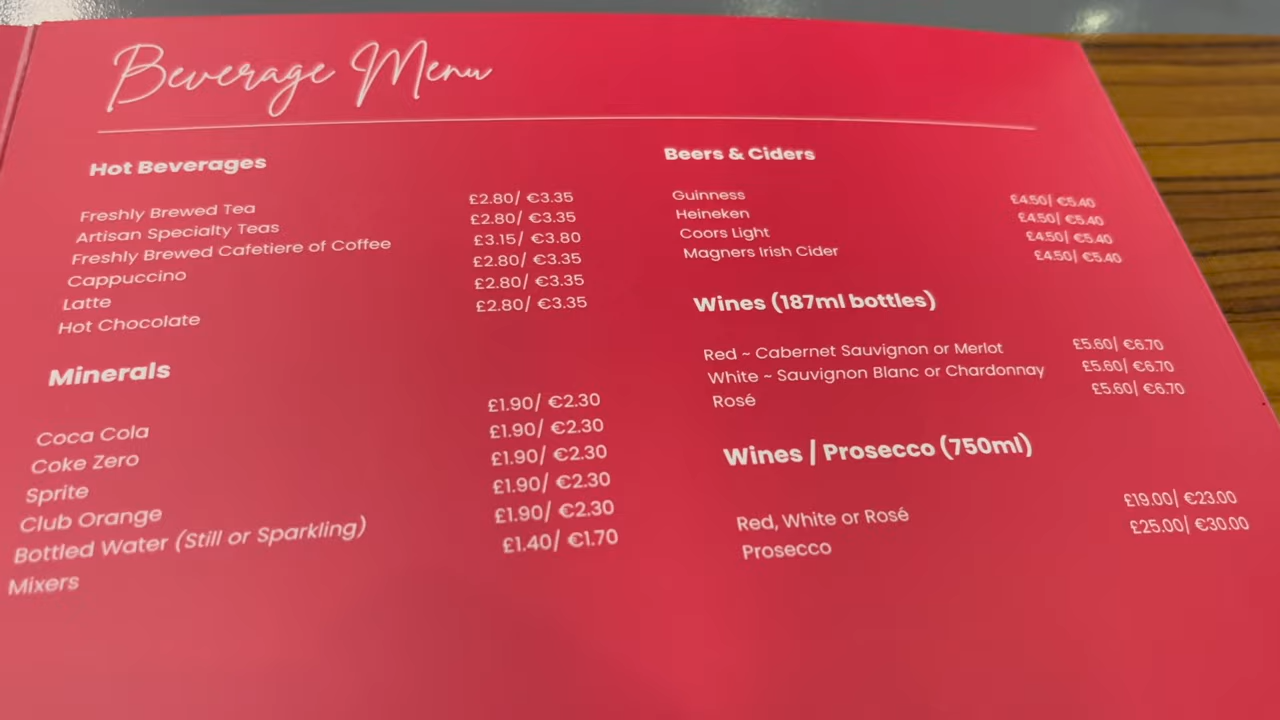 Beverage Menu
Hot Beverages
Freshly Brewed Tea £2.80/ €3.35
Artisan Specialty Teas £2.80/ €3.35
Freshly Brewed Cafetiere of Coffee £3.15/ €3.80
Cappuccino £2.80/ €3.35
Latte £2.80/ €3.35
Hot Chocolate £2.80/ €3.35
Minerals
Coca Cola £1.90/ €2.30
Coke Zero £1.90/ €2.30
Sprite £1.90/ €2.30
Club Orange £1.90/ €2.30
Bottled Water (Still or Sparkling) £1.90/ €2.30
Mixers £1.40/ €1.70
Beers & Ciders
Guinness £4.50/ €5.40
Heineken £4.50/ €5.40
Coors Light £4.50/ €5.40
Magners Irish Cider £4.50/ €5.40
Wines (187ml bottles)
Red ~ Cabernet Sauvignon or Merlot £5.60/ €6.70
White ~ Sauvignon Blanc or Chardonnay £5.60/ €6.70
Rosé £5.60/ €6.70
Wines / Prosecco (750ml)
Red, White or Rosé £19.00/ €23.00
Prosecco £25.00/ €30.00